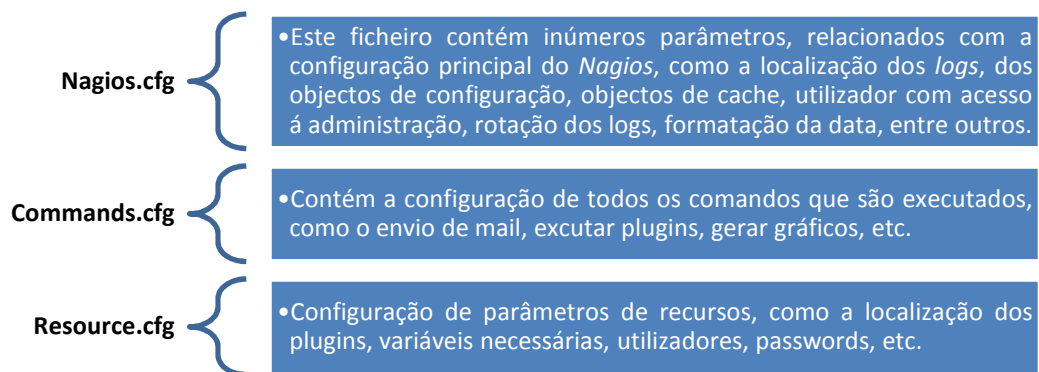 Nagios.cfg
•Este ficheiro contém inúmeros parâmetros, relacionados com a
configuração principal do Nagios, como a localização dos logs, dos
objectos de configuração, objectos de cache, utilizador com acesso
á administração, rotação dos logs, formatação da data, entre outros.
Commands.cfg
•Contém a configuração de todos os comandos que são executados,
como o envio de mail, excutar plugins, gerar gráficos, etc.
Resource.cfg
•Configuração de parâmetros de recursos, como a localização dos
plugins, variáveis necessárias, utilizadores, passwords, etc.